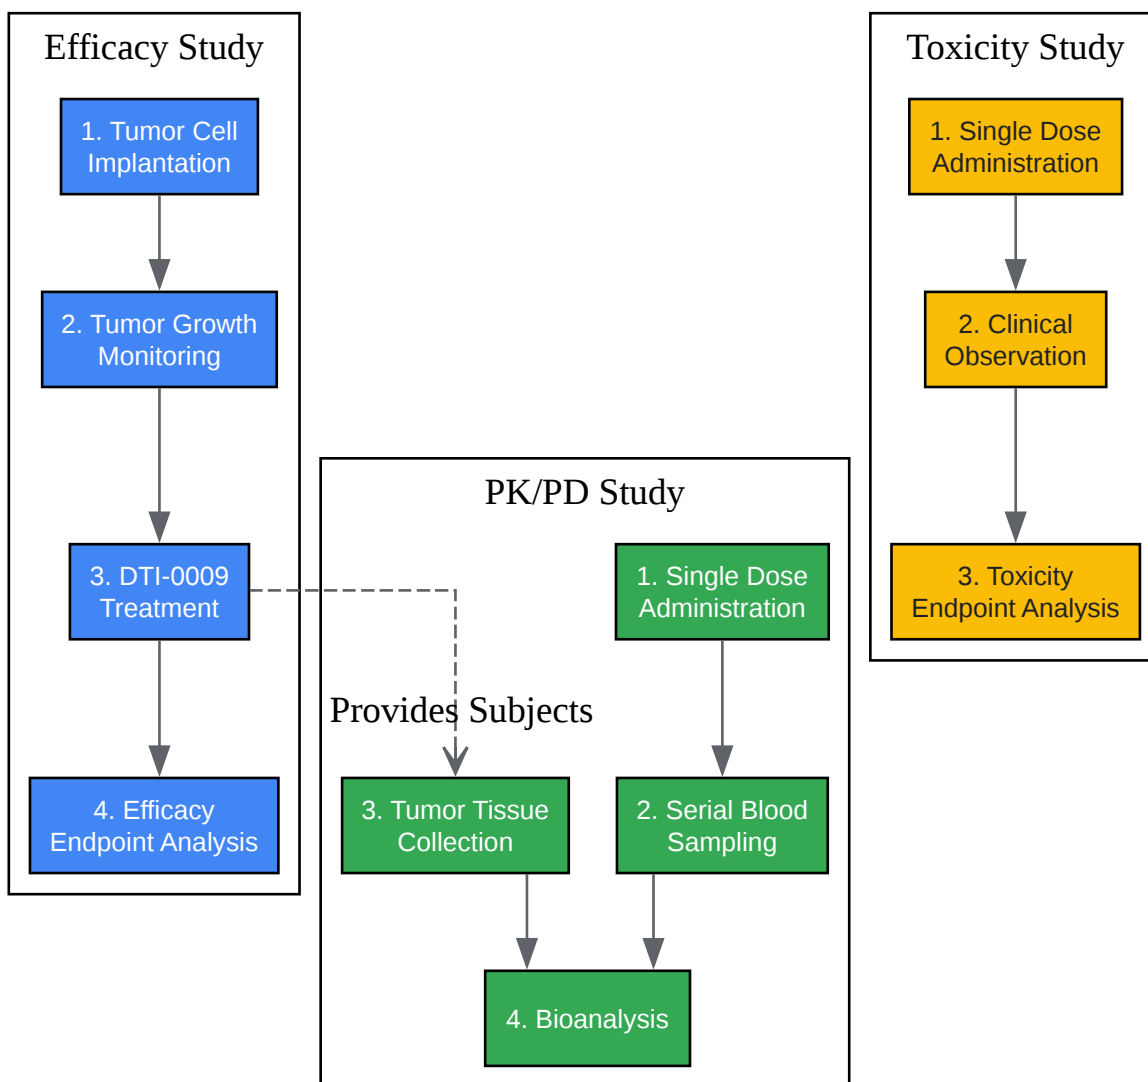 Efficacy Study
1. Tumor Cell
Implantation
2. Tumor Growth
Monitoring
3. DTI-0009
Treatment
4. Efficacy
Endpoint Analysis
PK/PD Study
1. Single Dose
Administration
Provides Subjects
3. Tumor Tissue
Collection
2. Serial Blood
Sampling
4. Bioanalysis
Toxicity Study
1. Single Dose
Administration
2. Clinical
Observation
3. Toxicity
Endpoint Analysis